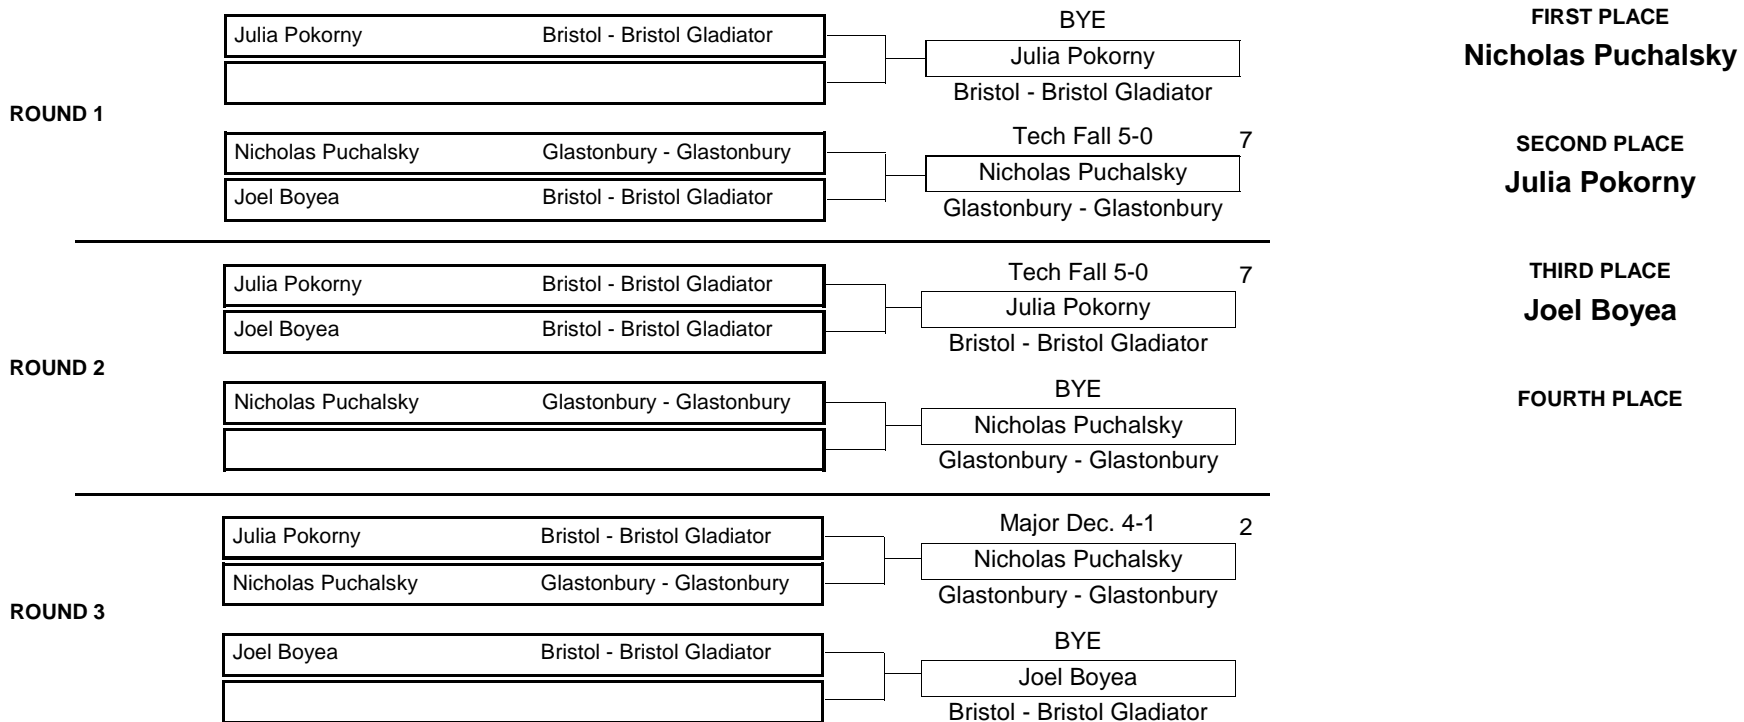 BYE
FIRST PLACE
Julia Pokorny Bristol - Bristol Gladiator
Julia Pokorny
Nicholas Puchalsky
Bristol - Bristol Gladiator
ROUND 1
Tech Fall 5-0 7
SECOND PLACE
Nicholas Puchalsky Glastonbury - Glastonbury
Nicholas Puchalsky
Julia Pokorny
Joel Boyea Bristol - Bristol Gladiator
Glastonbury - Glastonbury
Tech Fall 5-0 7
THIRD PLACE
Julia Pokorny Bristol - Bristol Gladiator
Julia Pokorny
Joel Boyea
Joel Boyea Bristol - Bristol Gladiator
Bristol - Bristol Gladiator
ROUND 2
BYE
FOURTH PLACE
Nicholas Puchalsky Glastonbury - Glastonbury
Nicholas Puchalsky
Glastonbury - Glastonbury
Major Dec. 4-1 2
Julia Pokorny Bristol - Bristol Gladiator
Nicholas Puchalsky
Nicholas Puchalsky Glastonbury - Glastonbury
Glastonbury - Glastonbury
ROUND 3
BYE
Joel Boyea Bristol - Bristol Gladiator
Joel Boyea
Bristol - Bristol Gladiator